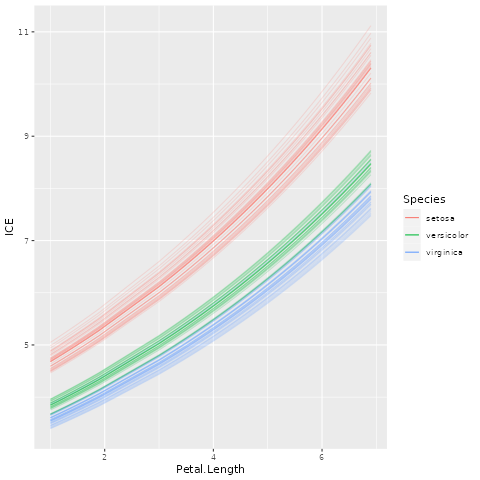 11
9
7
5
ICE
2
4
6
Petal.Length
Species
setosa
versicolor
virginica